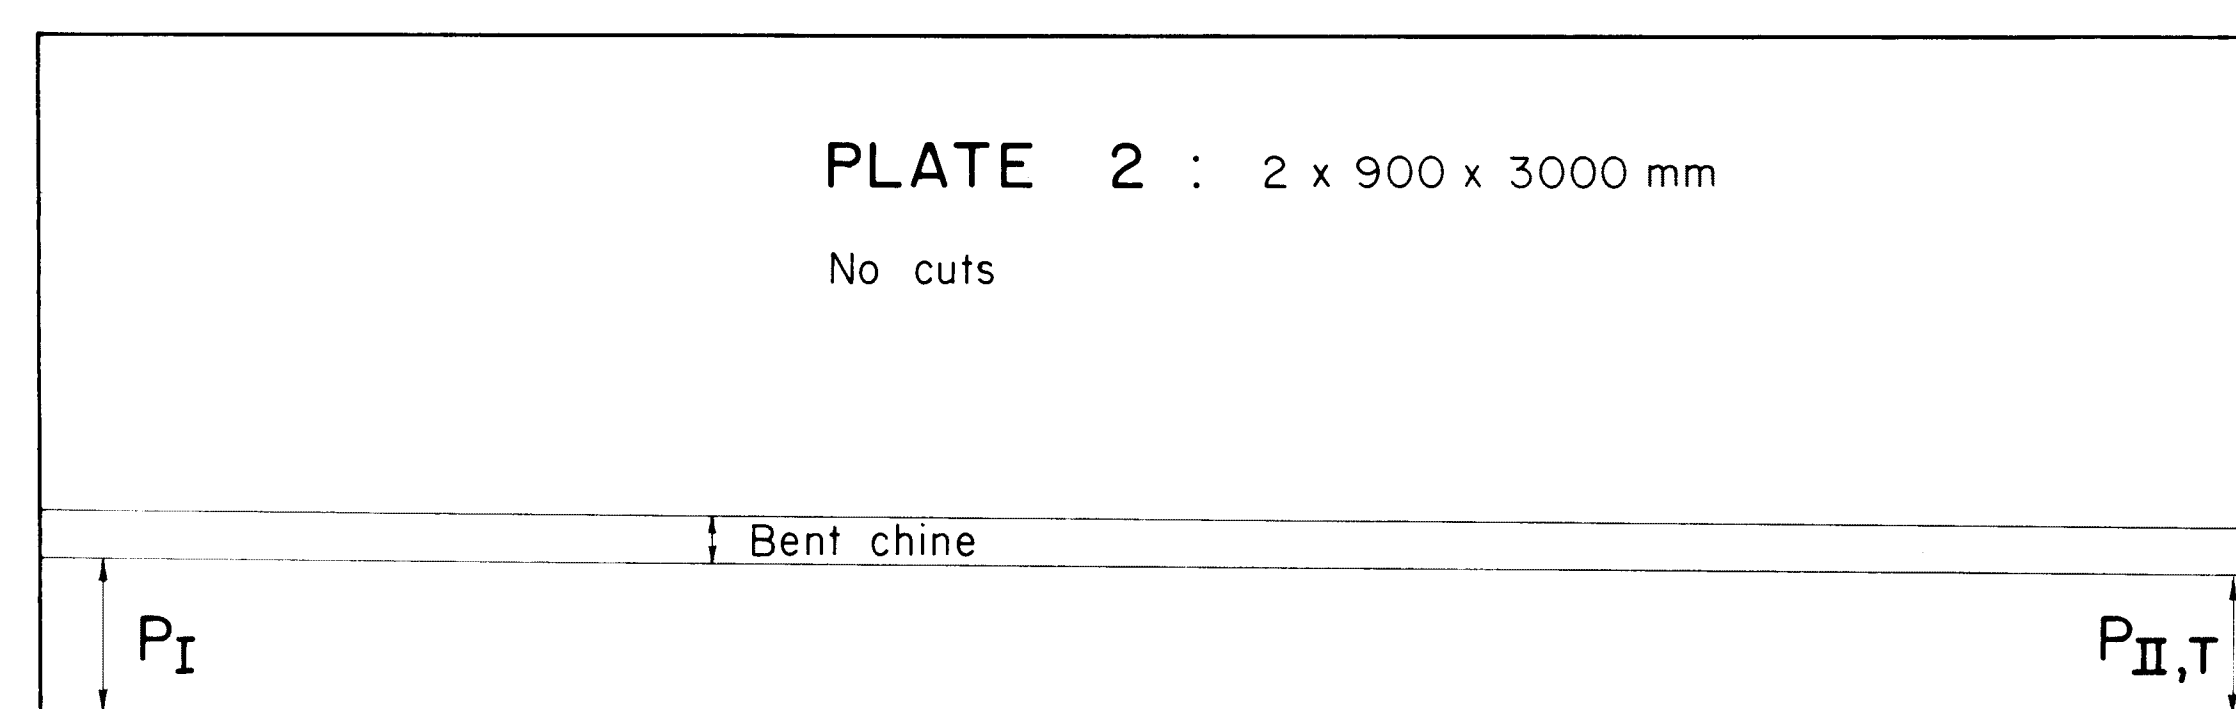 PLATE 2 : 2 x 900 x 3000 mm
No cuts
Bent chine
PI
PII,T